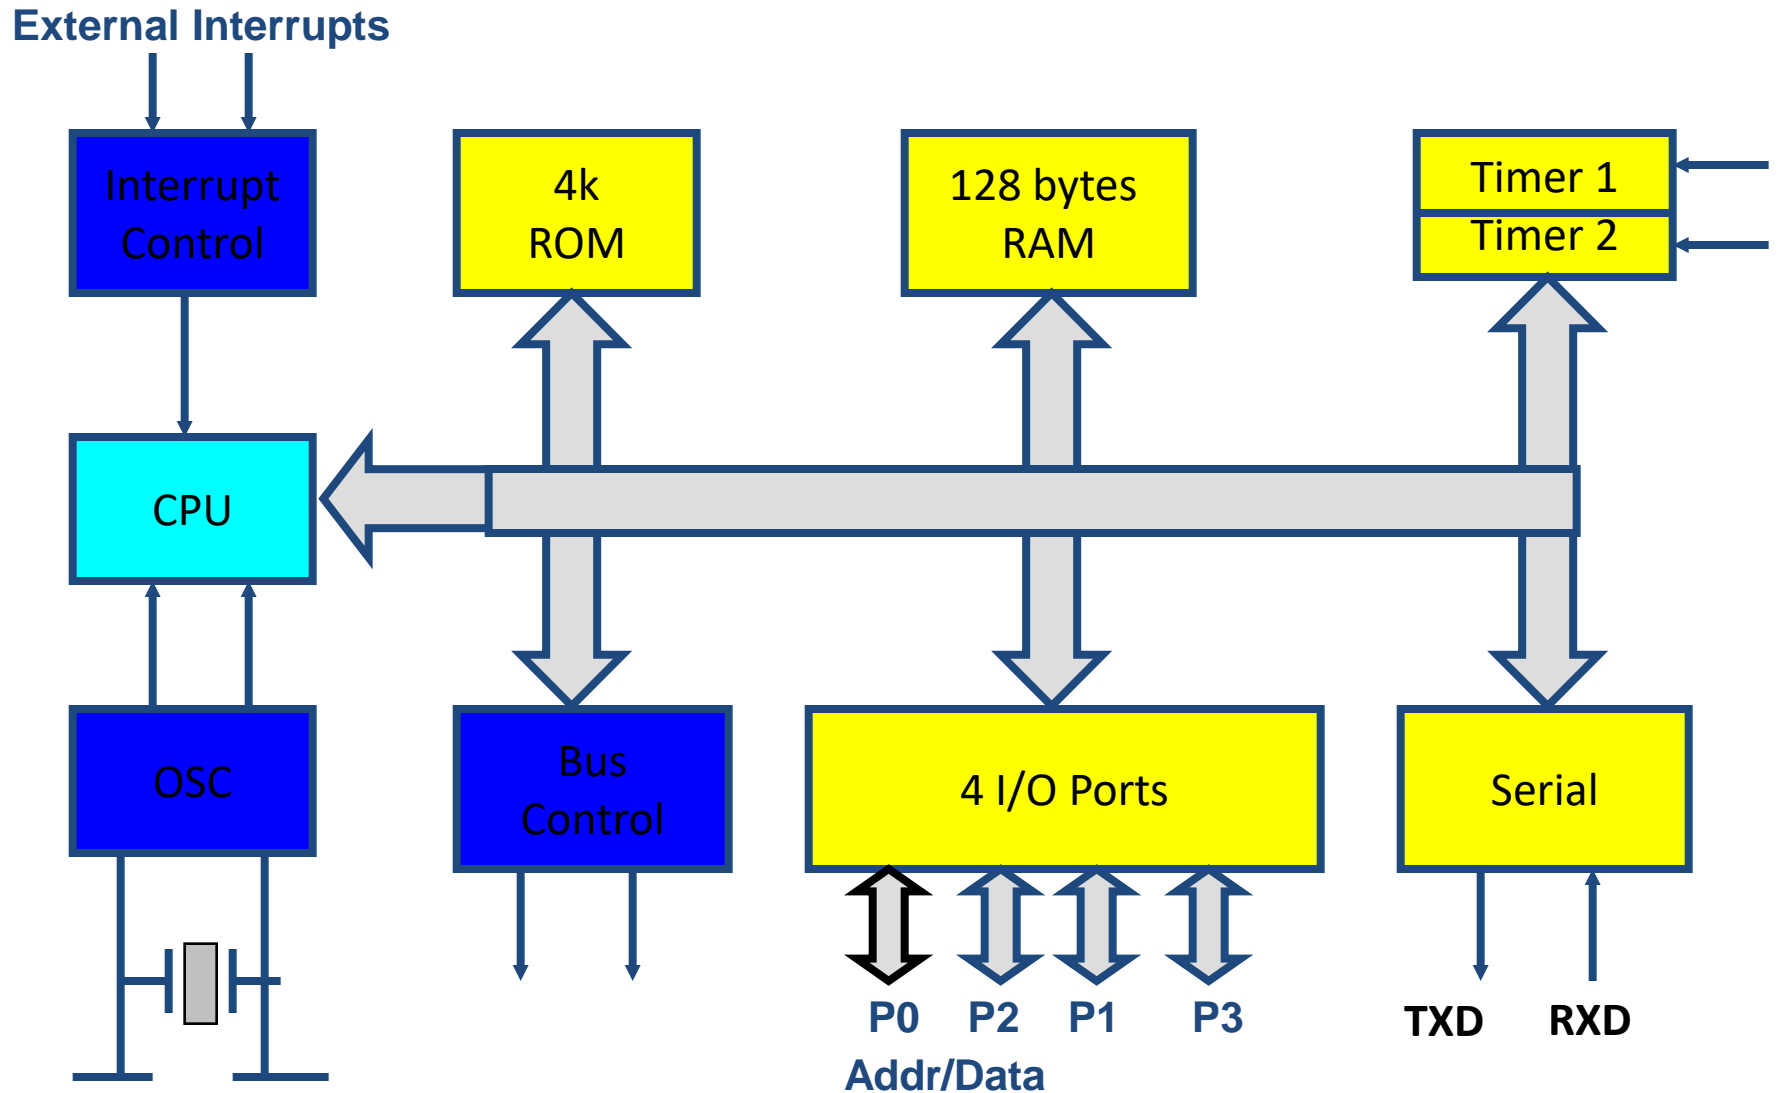 External Interrupts
Interrupt
Control
4k
ROM
128 bytes
RAM
Timer 1
Timer 2
CPU
OSC
Bus
Control
4 I/O Ports
Serial
P0
P2
P1
P3
TXD
RXD
Addr/Data